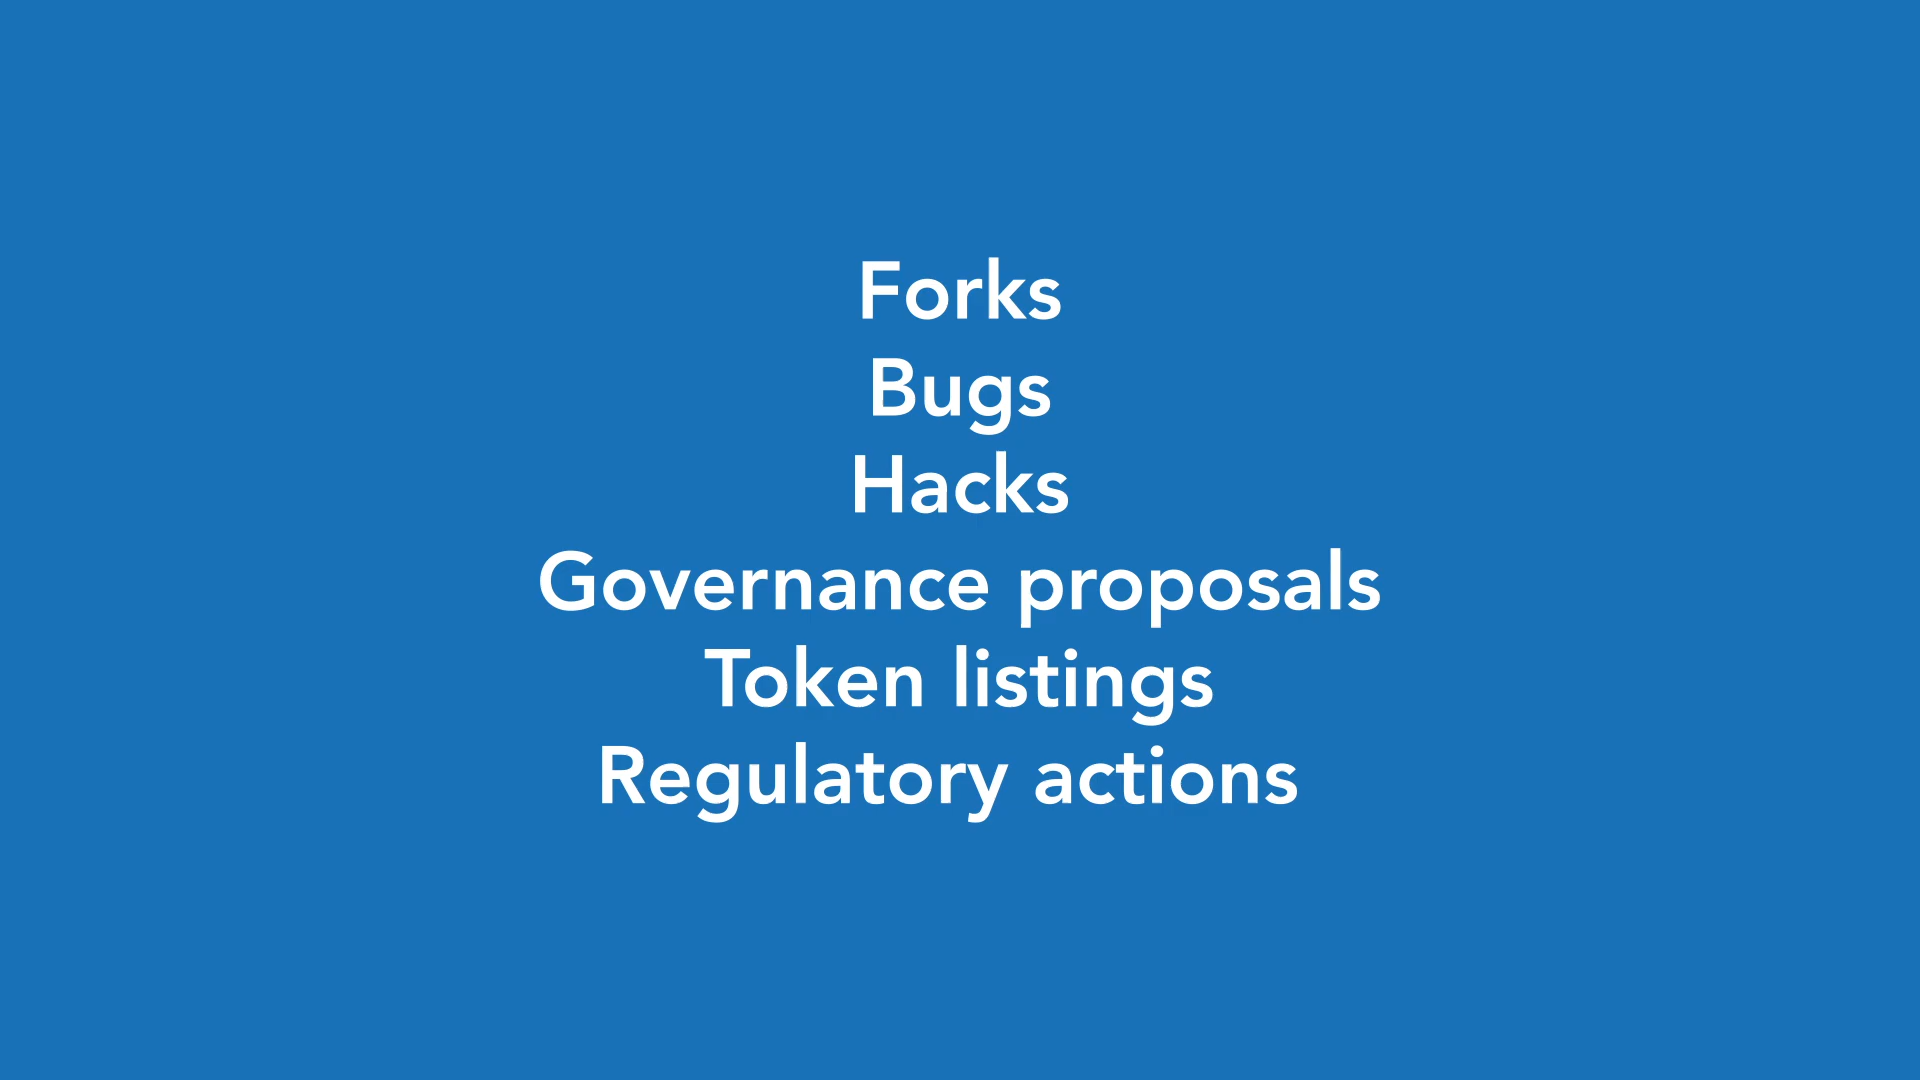 Forks
Bugs
Hacks
Governance proposals
Token listings
Regulatory actions